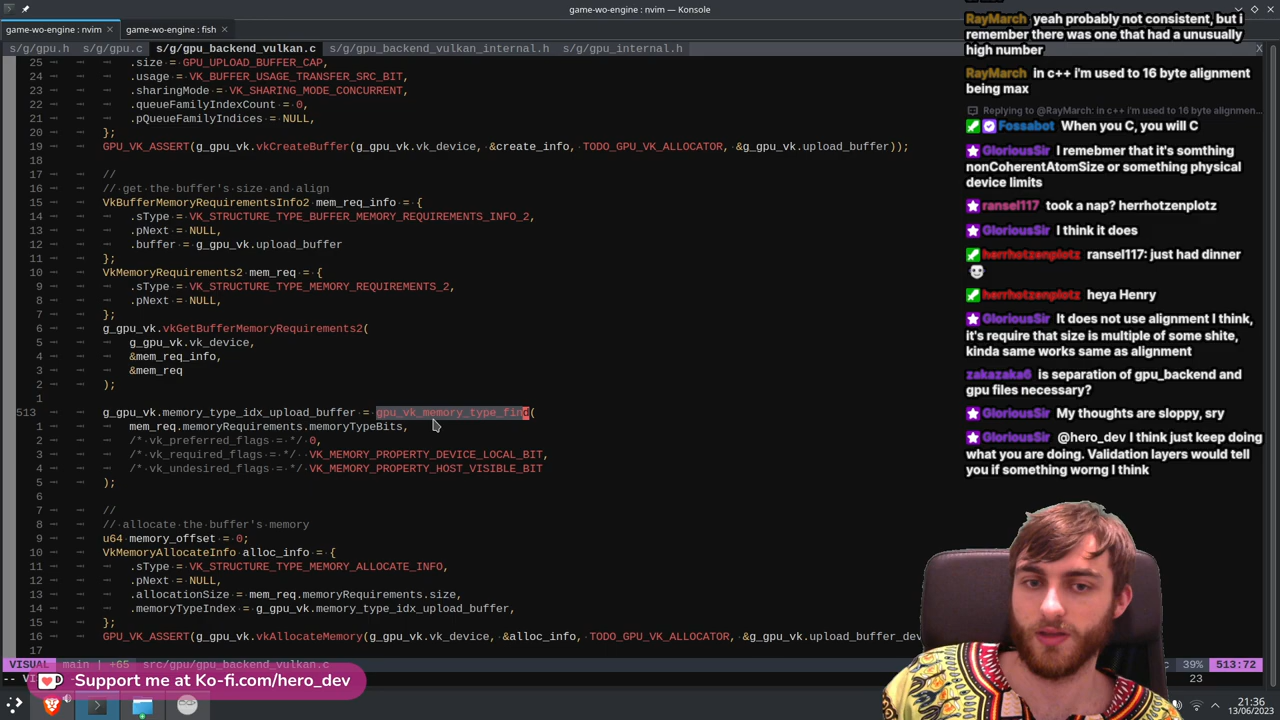 game-wo-engine : nvim — Konsole
game-wo-engine : nvim × game-wo-engine : fish ×
s/g/gpu.h s/g/gpu.c s/g/gpu_backend_vulkan.c s/g/gpu_backend_vulkan_internal.h s/g/gpu_internal.h X
25 .size = GPU_UPLOAD_BUFFER_CAP,
24 .usage = VK_BUFFER_USAGE_TRANSFER_SRC_BIT,
23 .sharingMode = VK_SHARING_MODE_CONCURRENT,
22 .queueFamilyIndexCount = 0,
21 .pQueueFamilyIndices = NULL,
20 };
19 GPU_VK_ASSERT(g_gpu_vk.vkCreateBuffer(g_gpu_vk.vk_device, &create_info, TODO_GPU_VK_ALLOCATOR, &g_gpu_vk.upload_buffer));
18
17 //
16 // get the buffer's size and align
15 VkBufferMemoryRequirementsInfo2 mem_req_info = {
14 .sType = VK_STRUCTURE_TYPE_BUFFER_MEMORY_REQUIREMENTS_INFO_2,
13 .pNext = NULL,
12 .buffer = g_gpu_vk.upload_buffer
11 };
10 VkMemoryRequirements2 mem_req = {
9 .sType = VK_STRUCTURE_TYPE_MEMORY_REQUIREMENTS_2,
8 .pNext = NULL,
7 };
6 g_gpu_vk.vkGetBufferMemoryRequirements2(
5 g_gpu_vk.vk_device,
4 &mem_req_info,
3 &mem_req
2 );
1
513 g_gpu_vk.memory_type_idx_upload_buffer = gpu_vk_memory_type_find(
1 mem_req.memoryRequirements.memoryTypeBits,
2 /* vk_preferred_flags = */ 0,
3 /* vk_required_flags = */ VK_MEMORY_PROPERTY_DEVICE_LOCAL_BIT,
4 /* vk_undesired_flags = */ VK_MEMORY_PROPERTY_HOST_VISIBLE_BIT
5 );
6
7 //
8 // allocate the buffer's memory
9 u64 memory_offset = 0;
10 VkMemoryAllocateInfo alloc_info = {
11 .sType = VK_STRUCTURE_TYPE_MEMORY_ALLOCATE_INFO,
12 .pNext = NULL,
13 .allocationSize = mem_req.memoryRequirements.size,
14 .memoryTypeIndex = g_gpu_vk.memory_type_idx_upload_buffer,
15 };
16 GPU_VK_ASSERT(g_gpu_vk.vkAllocateMemory(g_gpu_vk.vk_device, &alloc_info, TODO_GPU_VK_ALLOCATOR, &g_gpu_vk.upload_buffer_dev
17
VISUAL main | +65 src/gpu/gpu_backend_vulkan.c c 39% 513:72
23
Support me at Ko-fi.com/hero_dev
21:36
13/06/2023
RayMarch yeah probably not consistent, but i
remember there was one that had a unusually
high number
RayMarch in c++ i'm used to 16 byte alignment
being max
Replying to @RayMarch: in c++ i'm used to 16 byte alignmen...
Fossabot When you C, you will C
GloriousSir I remebmer that it's somthing
nonCoherentAtomSize or something physical
device limits
ransel117 took a nap? herrhotzenplotz
GloriousSir I think it does
herrhotzenplotz ransel117: just had dinner
herrhotzenplotz heya Henry
GloriousSir It does not use alignment I think,
it's require that size is multiple of some shite,
kinda same works same as alignment
zakazaka6 is separation of gpu_backend and
gpu files necessary?
GloriousSir My thoughts are sloppy, sry
GloriousSir @hero_dev I think just keep doing
what you are doing. Validation layers would tell
you if something worng I think